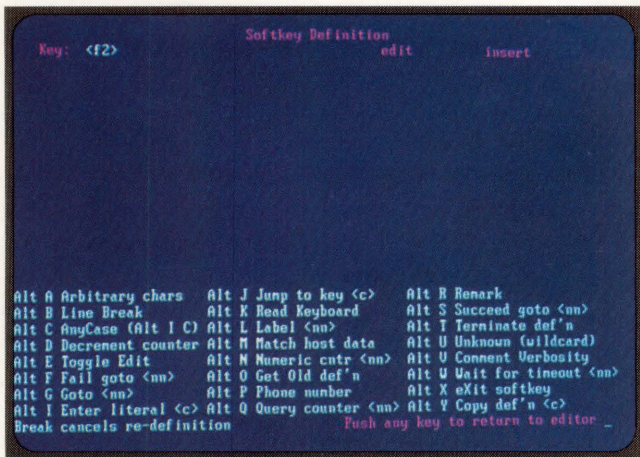 Softkey Definition
Key: <f2> edit insert
Alt A Arbitrary chars Alt J Jump to key <c> Alt R Remark
Alt B Line Break Alt K Read Keyboard Alt S Succeed goto <nn>
Alt C AnyCase (Alt I C) Alt L Label <nn> Alt T Terminate def'n
Alt D Decrement counter Alt M Match host data Alt U Unknown (wildcard)
Alt E Toggle Edit Alt N Numeric cntr <nn> Alt V Comment Verbosity
Alt F Fail goto <nn> Alt O Get Old def'n Alt W Wait for timeout <nn>
Alt G Goto <nn> Alt P Phone number Alt X eXit softkey
Alt I Enter literal <c> Alt Q Query counter <nn> Alt Y Copy def'n <c>
Break cancels re-definition Push any key to return to editor _